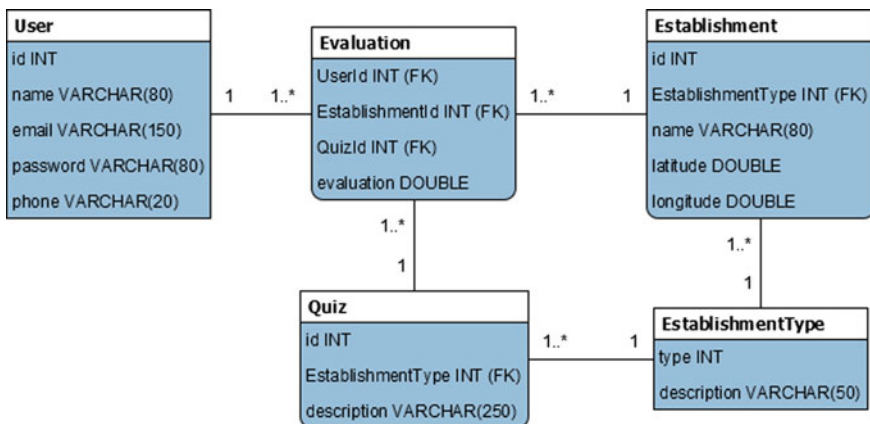 User
id INT
name VARCHAR(80)
email VARCHAR(150)
password VARCHAR(80)
phone VARCHAR(20)
1
1..*
Evaluation
UserId INT (FK)
EstablishmentId INT (FK)
QuizId INT (FK)
evaluation DOUBLE
1..*
1
Establishment
id INT
EstablishmentType INT (FK)
name VARCHAR(80)
latitude DOUBLE
longitude DOUBLE
1..*
1
1..*
1
Quiz
id INT
EstablishmentType INT (FK)
description VARCHAR(250)
1..*
1
EstablishmentType
type INT
description VARCHAR(50)